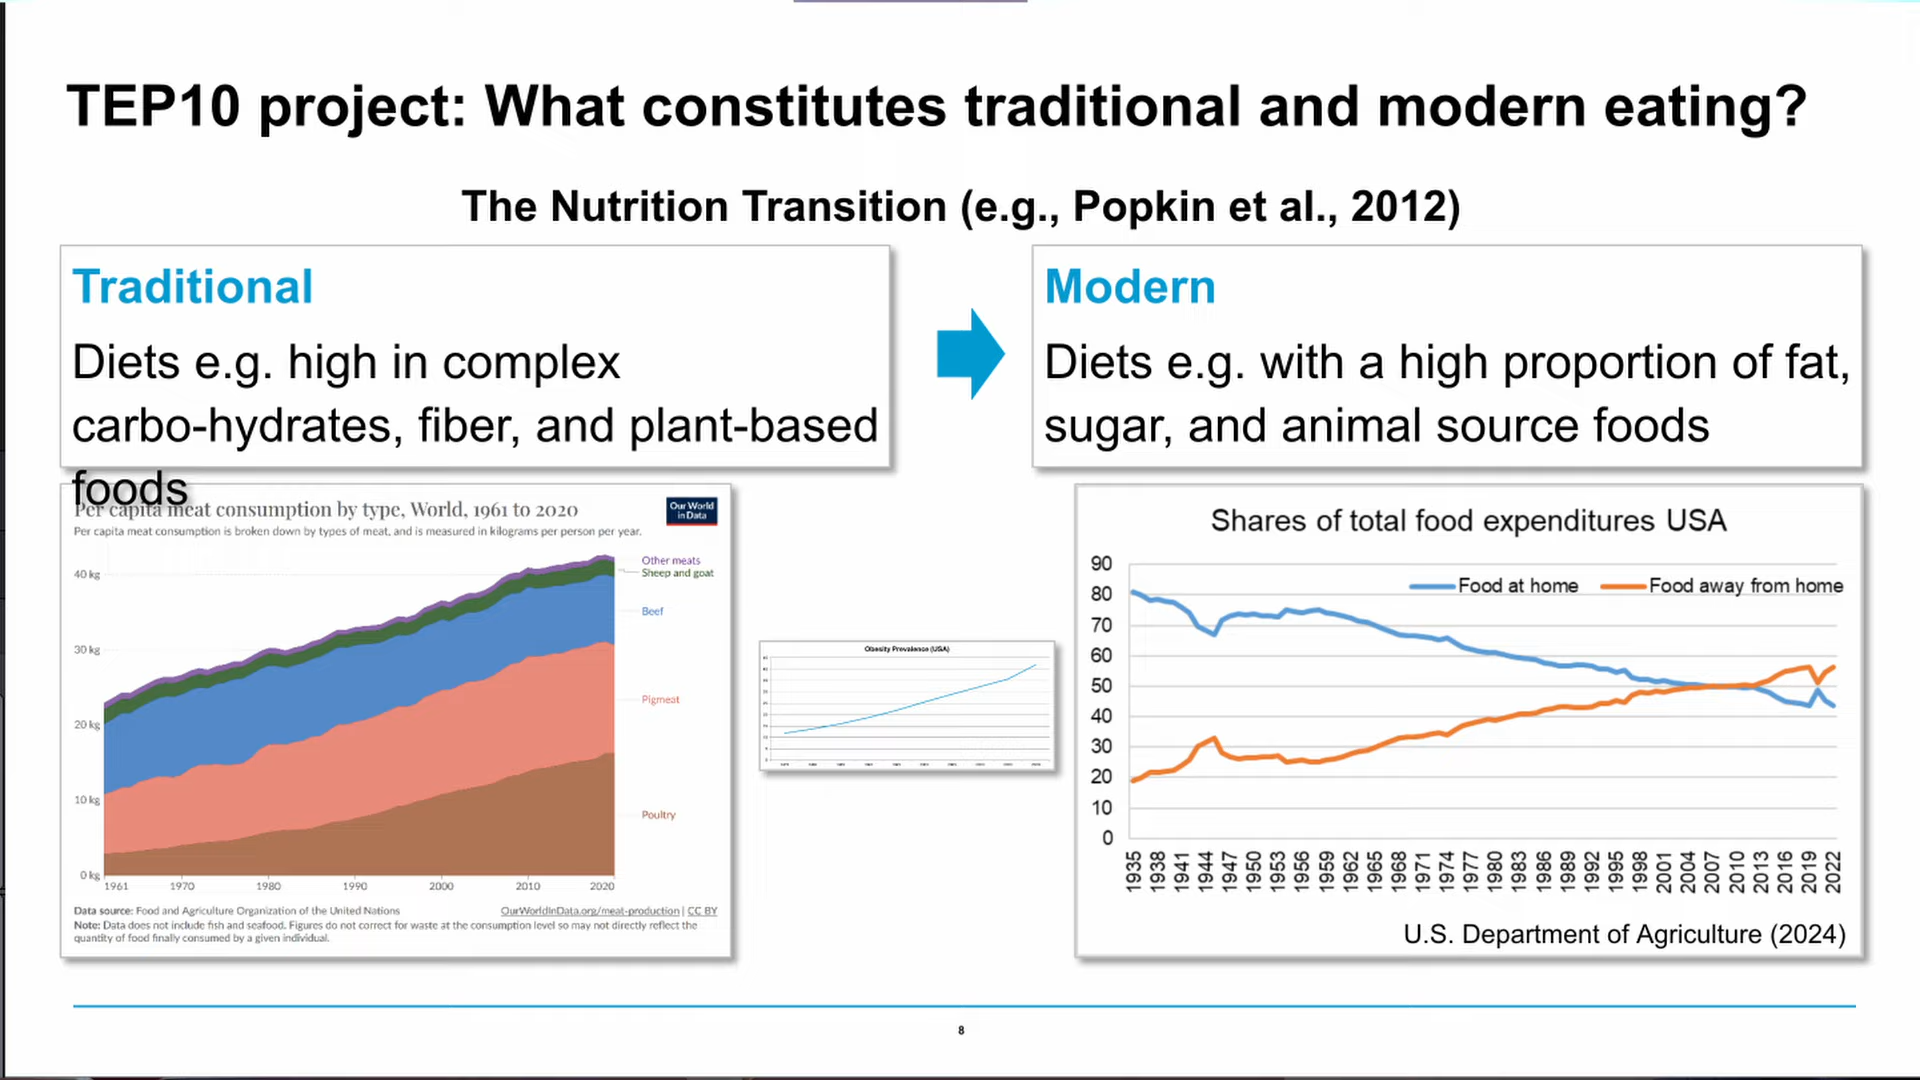 TEP10 project: What constitutes traditional and modern eating?
The Nutrition Transition (e.g., Popkin et al., 2012)
Traditional
Diets e.g. high in complex
carbo-hydrates, fiber, and plant-based
foods
Modern
Diets e.g. with a high proportion of fat,
sugar, and animal source foods
Per capita meat consumption by type, World, 1961 to 2020
Our World
in Data
Per capita meat consumption is broken down by types of meat, and is measured in kilograms per person per year.
40 kg
30 kg
20 kg
10 kg
0 kg
1961 1970 1980 1990 2000 2010 2020
Other meats
Sheep and goat
Beef
Pigmeat
Poultry
Data source: Food and Agriculture Organization of the United Nations
OurWorldInData.org/meat-production | CC BY
Note: Data does not include fish and seafood. Figures do not correct for waste at the consumption level so may not directly reflect the
quantity of food finally consumed by a given individual.
Obesity Prevalence (USA)
Shares of total food expenditures USA
Food at home Food away from home
90
80
70
60
50
40
30
20
10
0
1935 1938 1941 1944 1947 1950 1953 1956 1959 1962 1965 1968 1971 1974 1977 1980 1983 1986 1989 1992 1995 1998 2001 2004 2007 2010 2013 2016 2019 2022
U.S. Department of Agriculture (2024)
8